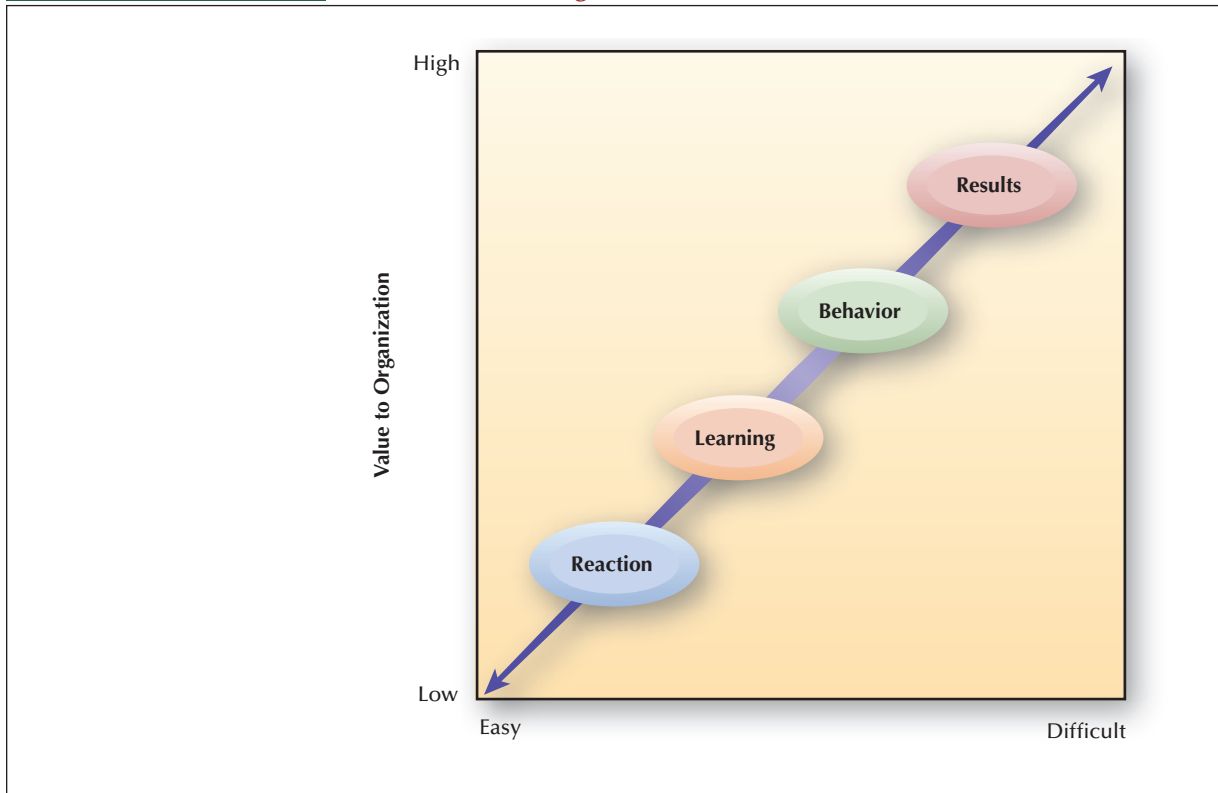 High
Results
Behavior
Value to Organization
Learning
Reaction
Low
Easy
Difficult